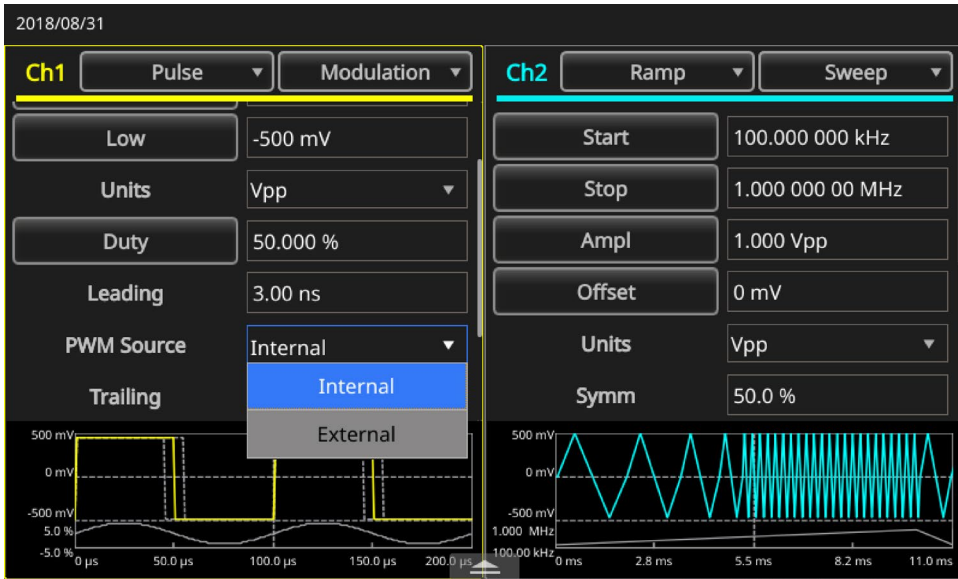 2018/08/31
Ch1 Pulse Modulation
Low -500 mV
Units Vpp
Duty 50.000 %
Leading 3.00 ns
PWM Source Internal
Internal
Trailing
External
500 mV
0 mV
-500 mV
5.0 %
-5.0 %
0 µs 50.0 µs 100.0 µs 150.0 µs 200.0 µs
Ch2 Ramp Sweep
Start 100.000 000 kHz
Stop 1.000 000 00 MHz
Ampl 1.000 Vpp
Offset 0 mV
Units Vpp
Symm 50.0 %
500 mV
0 mV
-500 mV
1.000 MHz
100.00 kHz
0 ms 2.8 ms 5.5 ms 8.2 ms 11.0 ms